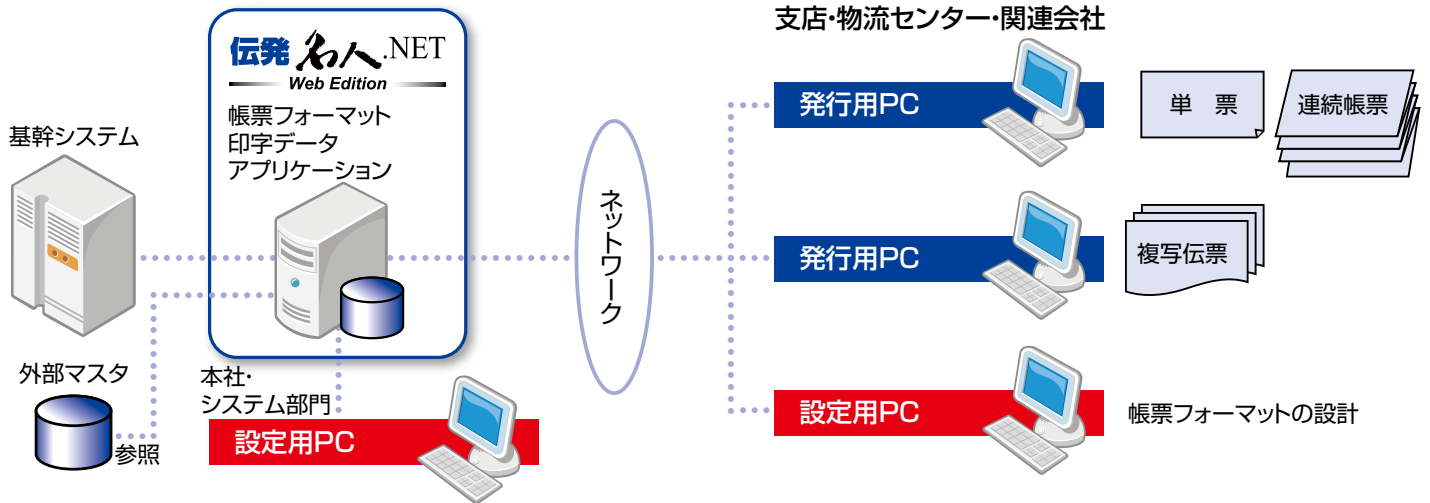 基幹システム
外部マスタ
参照
伝発名人.NET
Web Edition
帳票フォーマット
印字データ
アプリケーション
本社・
システム部門
設定用PC
ネットワーク
支店・物流センター・関連会社
発行用PC
単 票
連続帳票
発行用PC
複写伝票
設定用PC
帳票フォーマットの設計